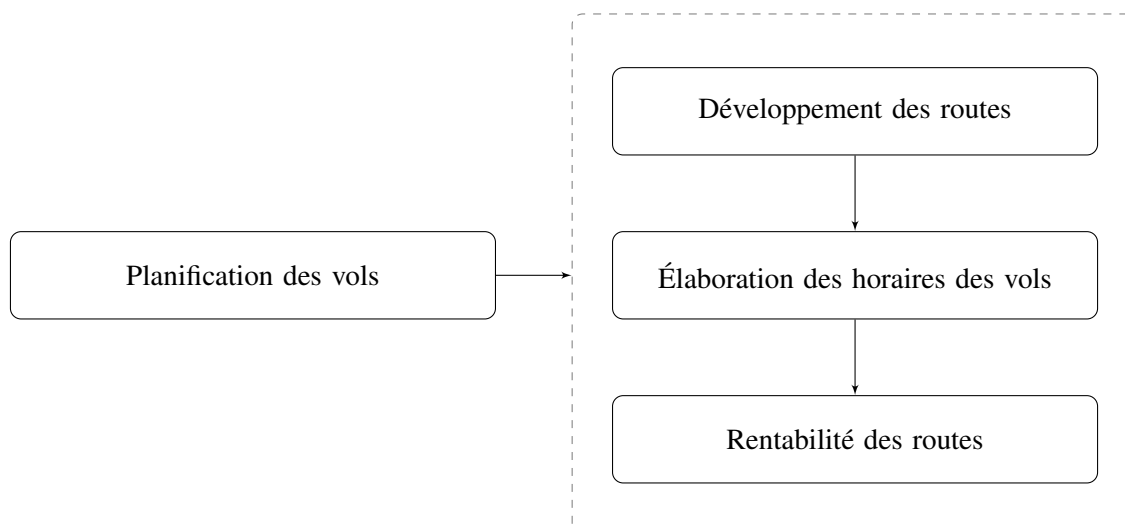 Développement des routes
Planification des vols
Élaboration des horaires des vols
Rentabilité des routes